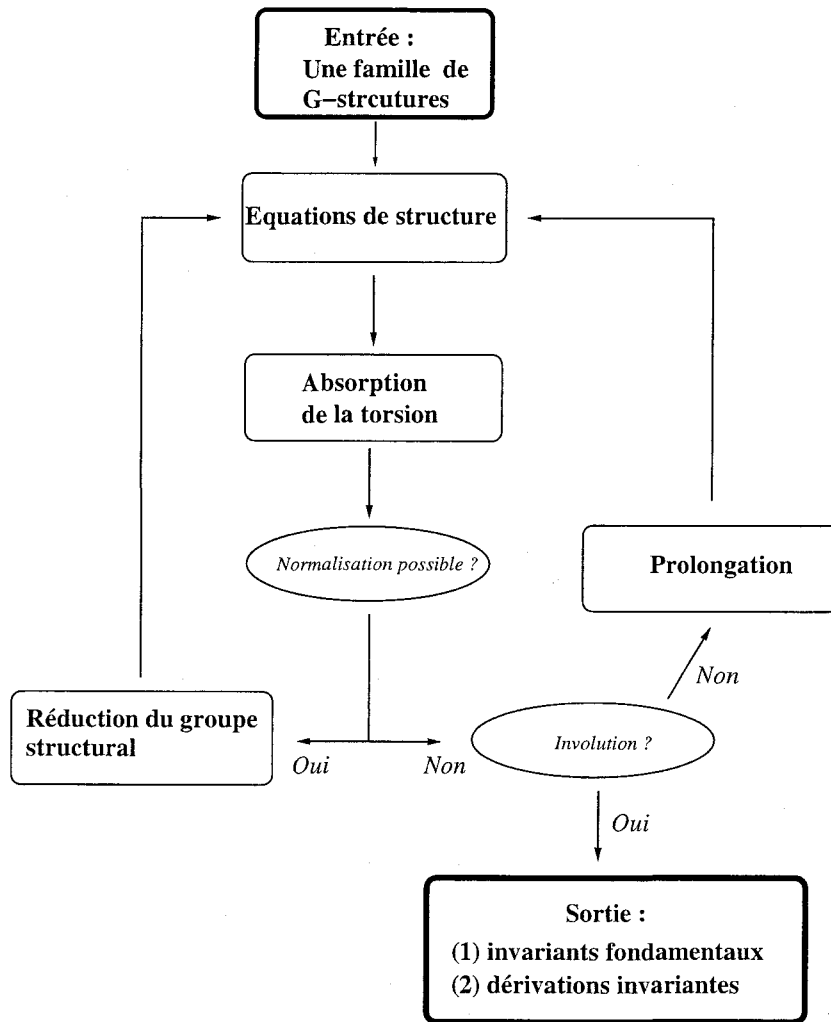 Entrée :
Une famille de
G-strcutures
Equations de structure
Absorption
de la torsion
Normalisation possible ?
Prolongation
Non
Réduction du groupe
structural
Oui
Non
Involution ?
Oui
Sortie :
(1) invariants fondamentaux
(2) dérivations invariantes